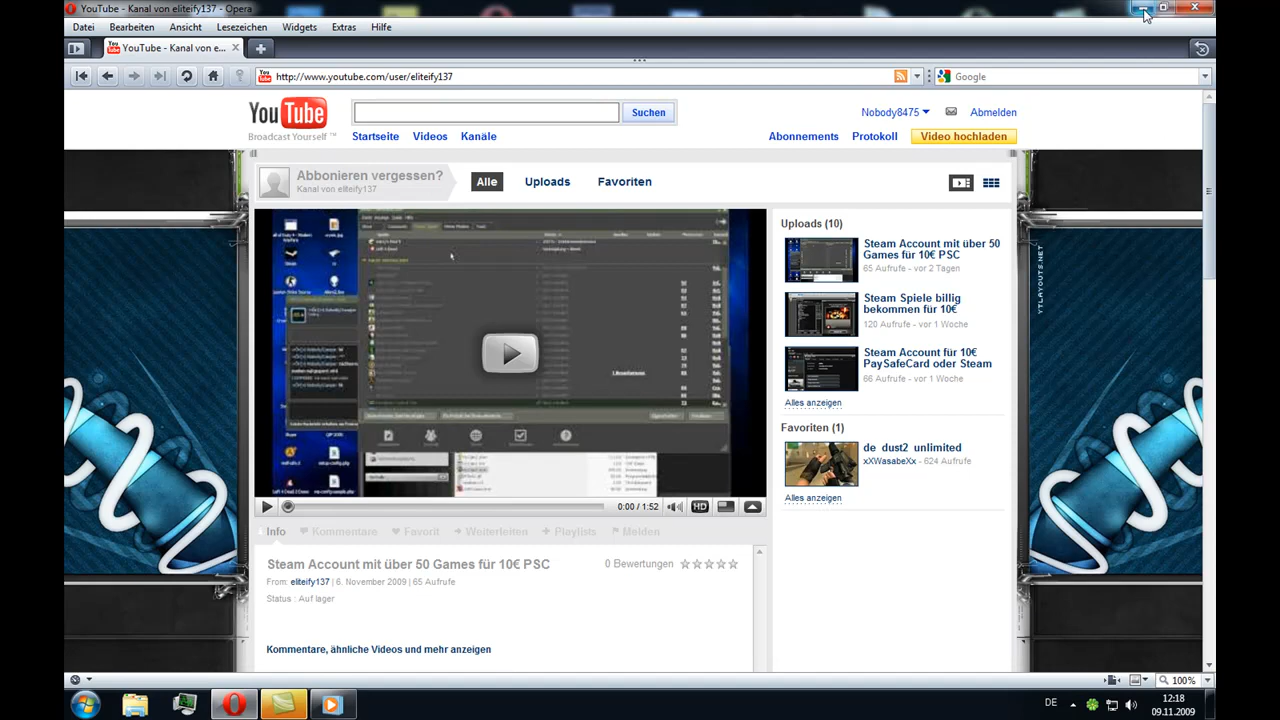 YouTube - Kanal von eliteify137 - Opera
Datei Bearbeiten Ansicht Lesezeichen Widgets Extras Hilfe
YouTube - Kanal von e...
http://www.youtube.com/user/eliteify137
Google
YouTube
Broadcast Yourself ™
Suchen
Nobody8475
Abmelden
Startseite Videos Kanäle
Abonnements Protokoll Video hochladen
Abbonieren vergessen?
Kanal von eliteify137
Alle Uploads Favoriten
Uploads (10)
Steam Account mit über 50
Games für 10€ PSC
65 Aufrufe - vor 2 Tagen
Steam Spiele billig
bekommen für 10€
120 Aufrufe - vor 1 Woche
Steam Account für 10€
PaySafeCard oder Steam
66 Aufrufe - vor 1 Woche
Alles anzeigen
Favoriten (1)
de dust2 unlimited
xXWasabeXx - 624 Aufrufe
Alles anzeigen
YTLAYOUTS.NET
0:00 / 1:52
HD
Info Kommentare Favorit Weiterleiten Playlists Melden
Steam Account mit über 50 Games für 10€ PSC
0 Bewertungen
From: eliteify137 | 6. November 2009 | 65 Aufrufe
Status : Auf lager
Kommentare, ähnliche Videos und mehr anzeigen
100%
DE
12:18
09.11.2009